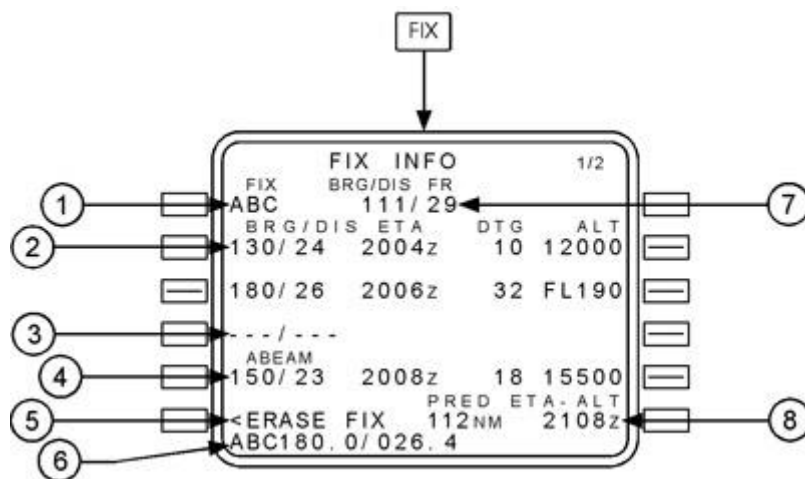 FIX
FIX INFO 1/2
FIX BRG/DIS FR
1 ABC 111/29 7
BRG/DIS ETA DTG ALT
2 130/24 2004Z 10 12000
180/26 2006Z 32 FL190
3 ---/---
ABEAM
4 150/23 2008Z 18 15500
PRED ETA-ALT
5 <ERASE FIX 112NM 2108Z 8
6 ABC180.0/026.4